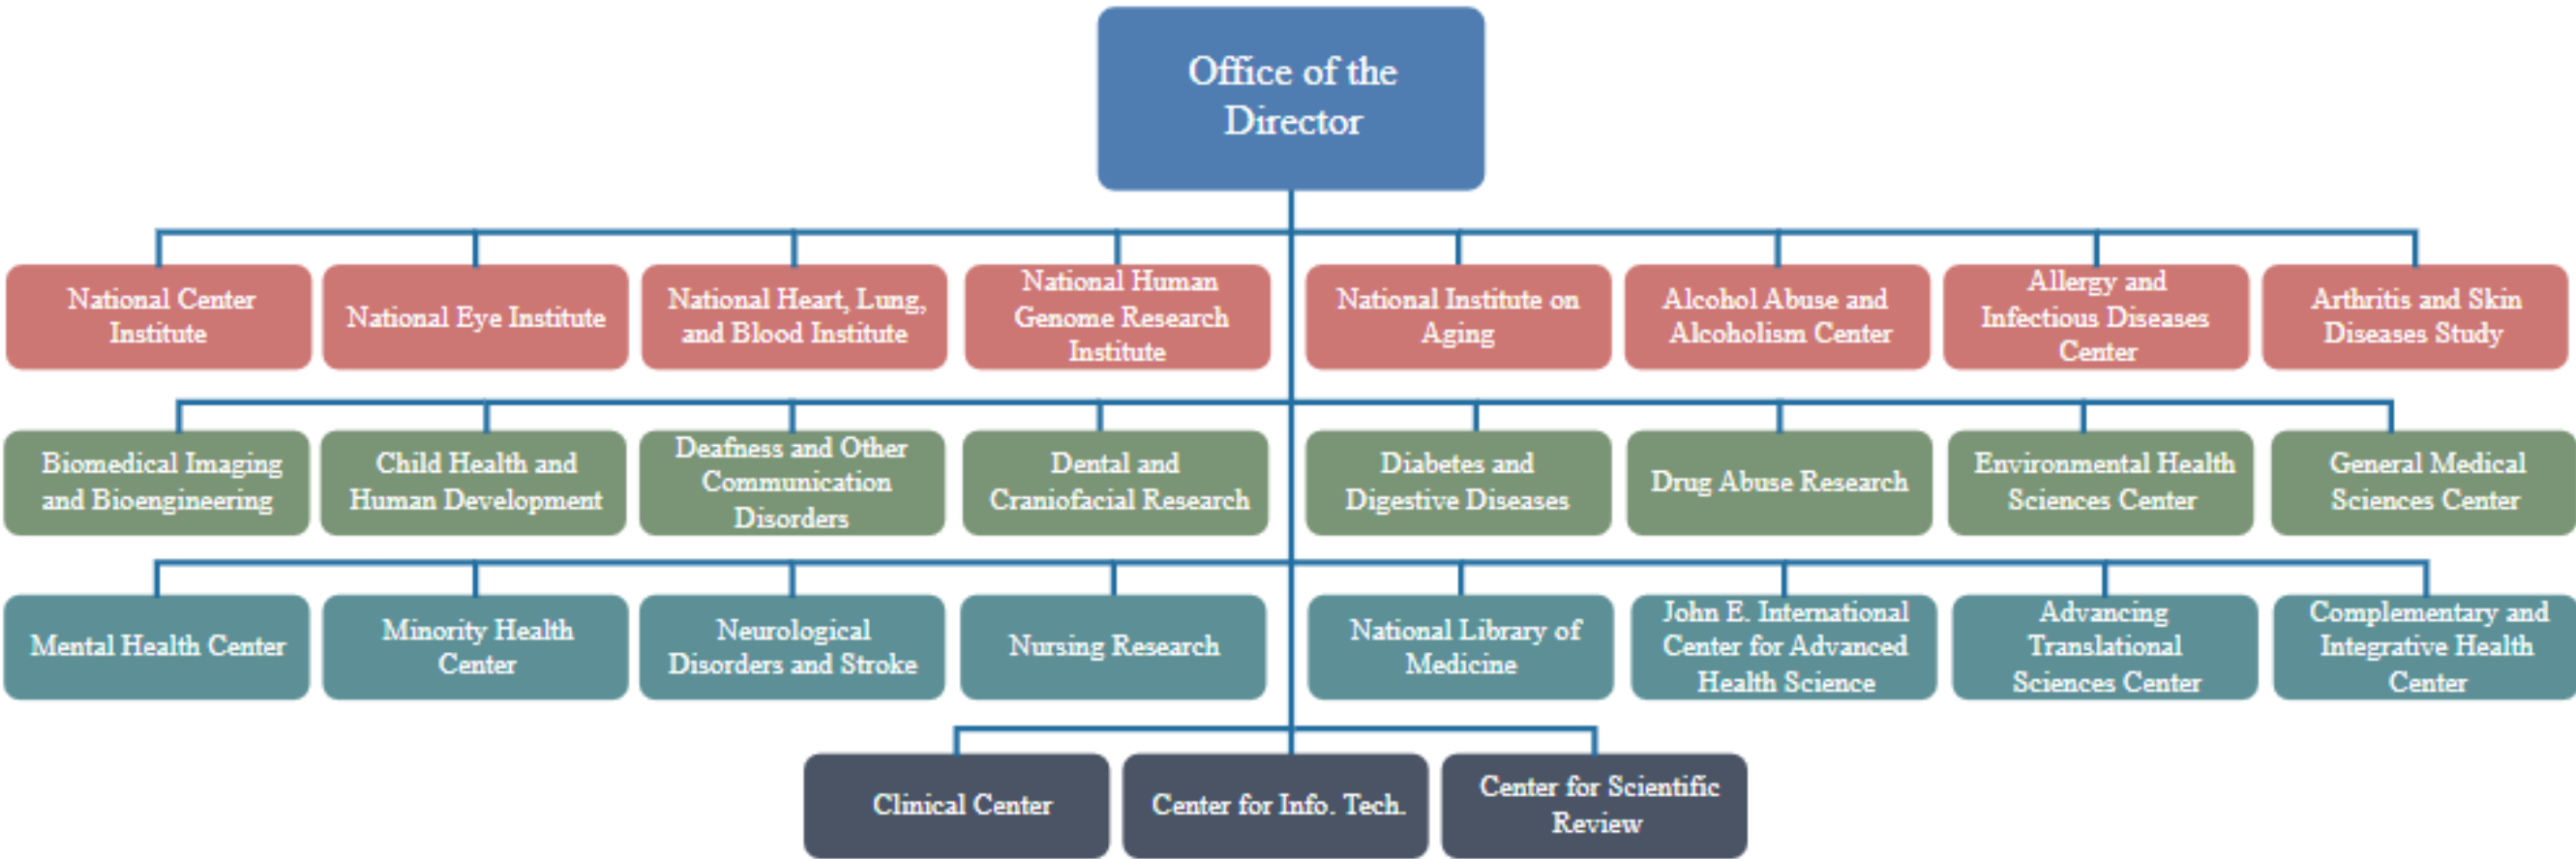 Office of the
Director
National Center
Institute
National Eye Institute
National Heart, Lung,
and Blood Institute
National Human
Genome Research
Institute
National Institute on
Aging
Alcohol Abuse and
Alcoholism Center
Allergy and
Infectious Diseases
Center
Arthritis and Skin
Diseases Study
Biomedical Imaging
and Bioengineering
Child Health and
Human Development
Deafness and Other
Communication
Disorders
Dental and
Craniofacial Research
Diabetes and
Digestive Diseases
Drug Abuse Research
Environmental Health
Sciences Center
General Medical
Sciences Center
Mental Health Center
Minority Health
Center
Neurological
Disorders and Stroke
Nursing Research
National Library of
Medicine
John E. International
Center for Advanced
Health Science
Advancing
Translational
Sciences Center
Complementary and
Integrative Health
Center
Clinical Center
Center for Info. Tech.
Center for Scientific
Review